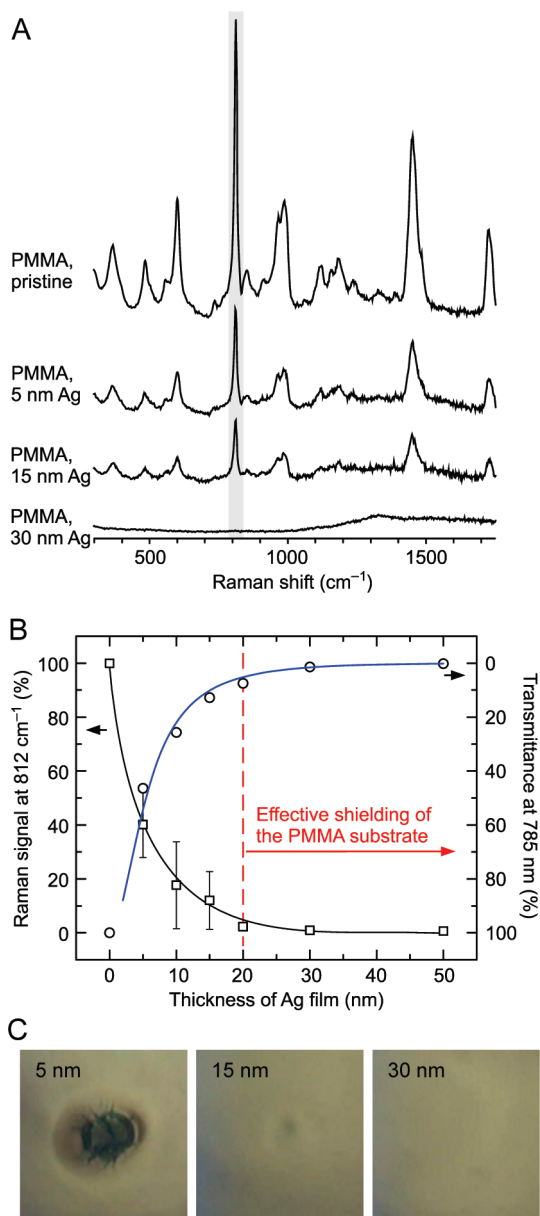 A
PMMA,
pristine
PMMA,
5 nm Ag
PMMA,
15 nm Ag
PMMA,
30 nm Ag
500 1000 1500
Raman shift (cm⁻¹)
B
Raman signal at 812 cm⁻¹ (%)
100
80
60
40
20
0
Effective shielding of
the PMMA substrate
0
20
40
60
80
100
Transmittance at 785 nm (%)
0 10 20 30 40 50
Thickness of Ag film (nm)
C
5 nm 15 nm 30 nm